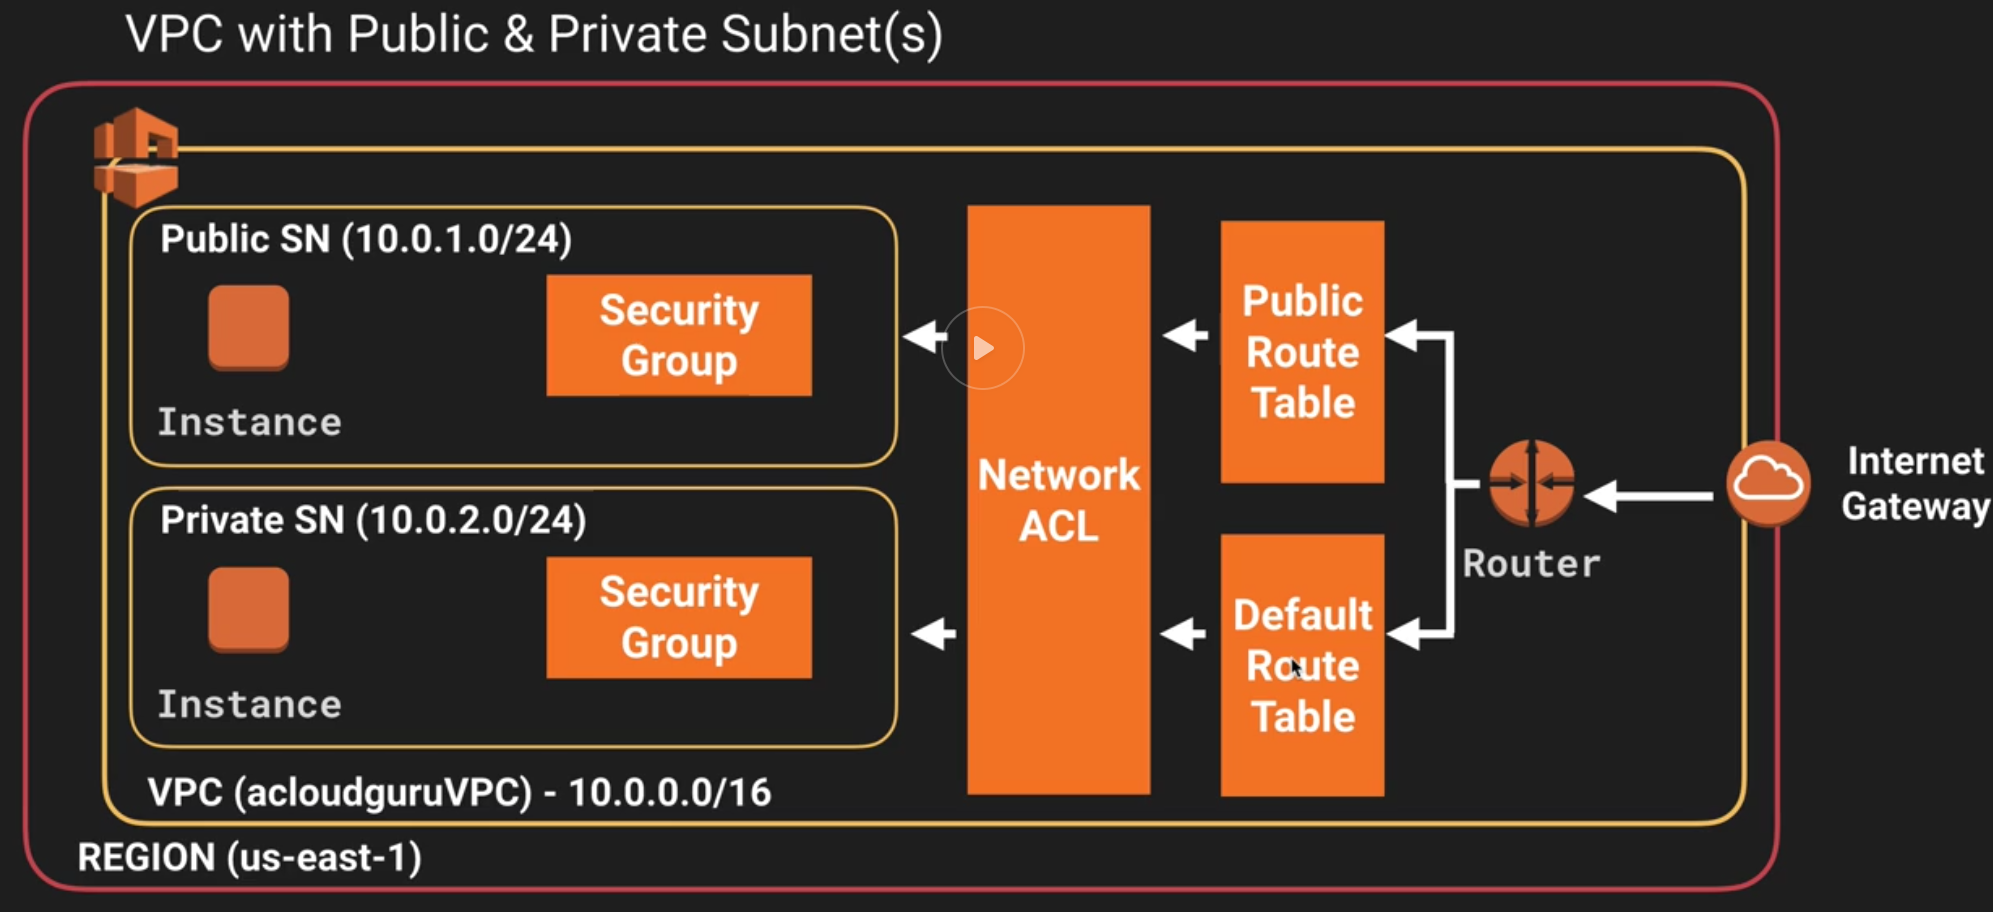 VPC with Public & Private Subnet(s)
Public SN (10.0.1.0/24)
Security
Group
Instance
Private SN (10.0.2.0/24)
Security
Group
Instance
VPC (acloudguruVPC) - 10.0.0.0/16
REGION (us-east-1)
Network
ACL
Public
Route
Table
Default
Route
Table
Router
Internet
Gateway